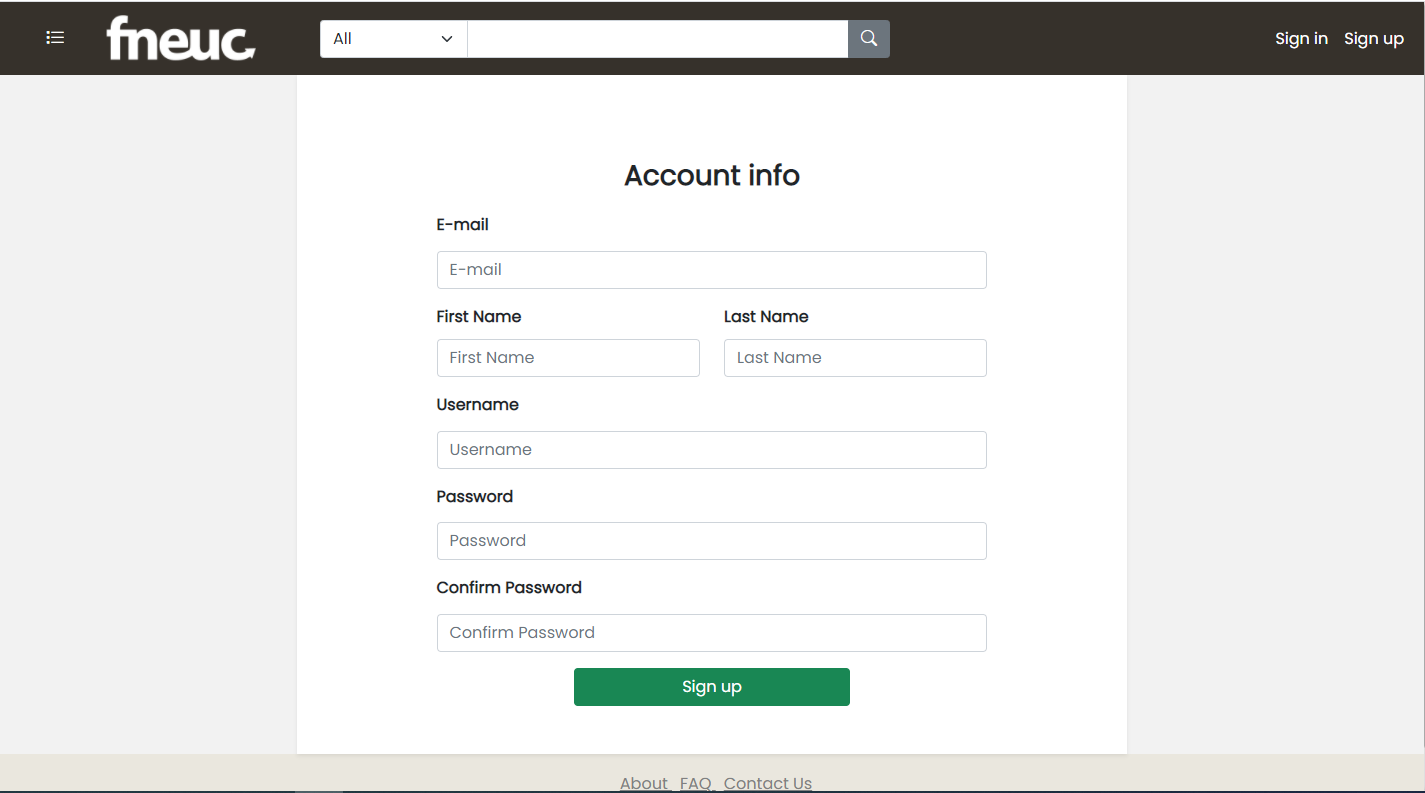 fneuc All Sign in Sign up
Account info
E-mail
E-mail
First Name Last Name
First Name Last Name
Username
Username
Password
Password
Confirm Password
Confirm Password
Sign up
About FAQ Contact Us